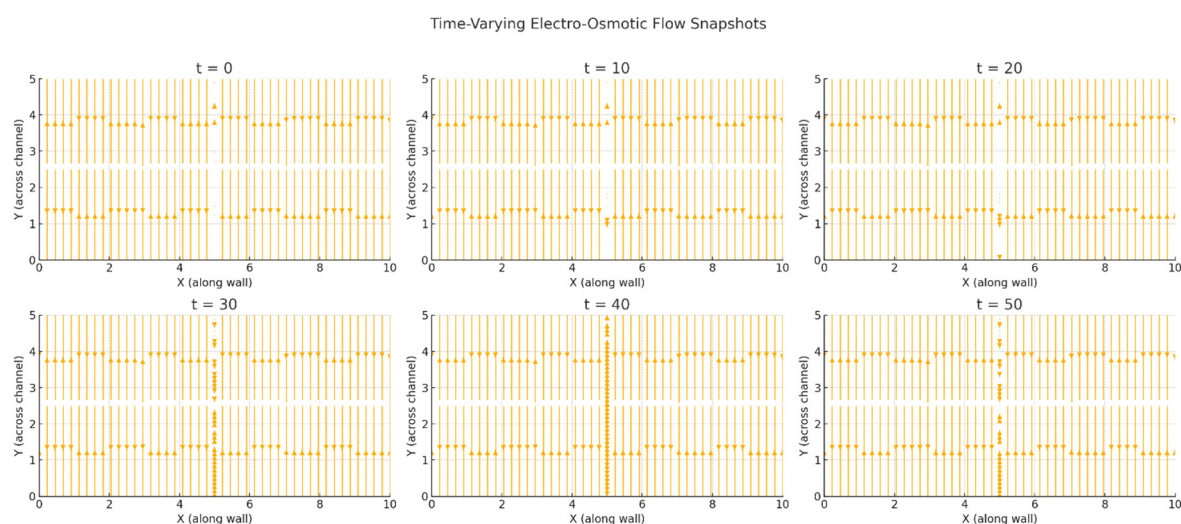 Time-Varying Electro-Osmotic Flow Snapshots
t = 0
t = 10
t = 20
5
4
3
2
1
0
Y (across channel)
0 2 4 6 8 10
X (along wall)
5
4
3
2
1
0
Y (across channel)
0 2 4 6 8 10
X (along wall)
5
4
3
2
1
0
Y (across channel)
0 2 4 6 8 10
X (along wall)
t = 30
t = 40
t = 50
5
4
3
2
1
0
Y (across channel)
0 2 4 6 8 10
X (along wall)
5
4
3
2
1
0
Y (across channel)
0 2 4 6 8 10
X (along wall)
5
4
3
2
1
0
Y (across channel)
0 2 4 6 8 10
X (along wall)